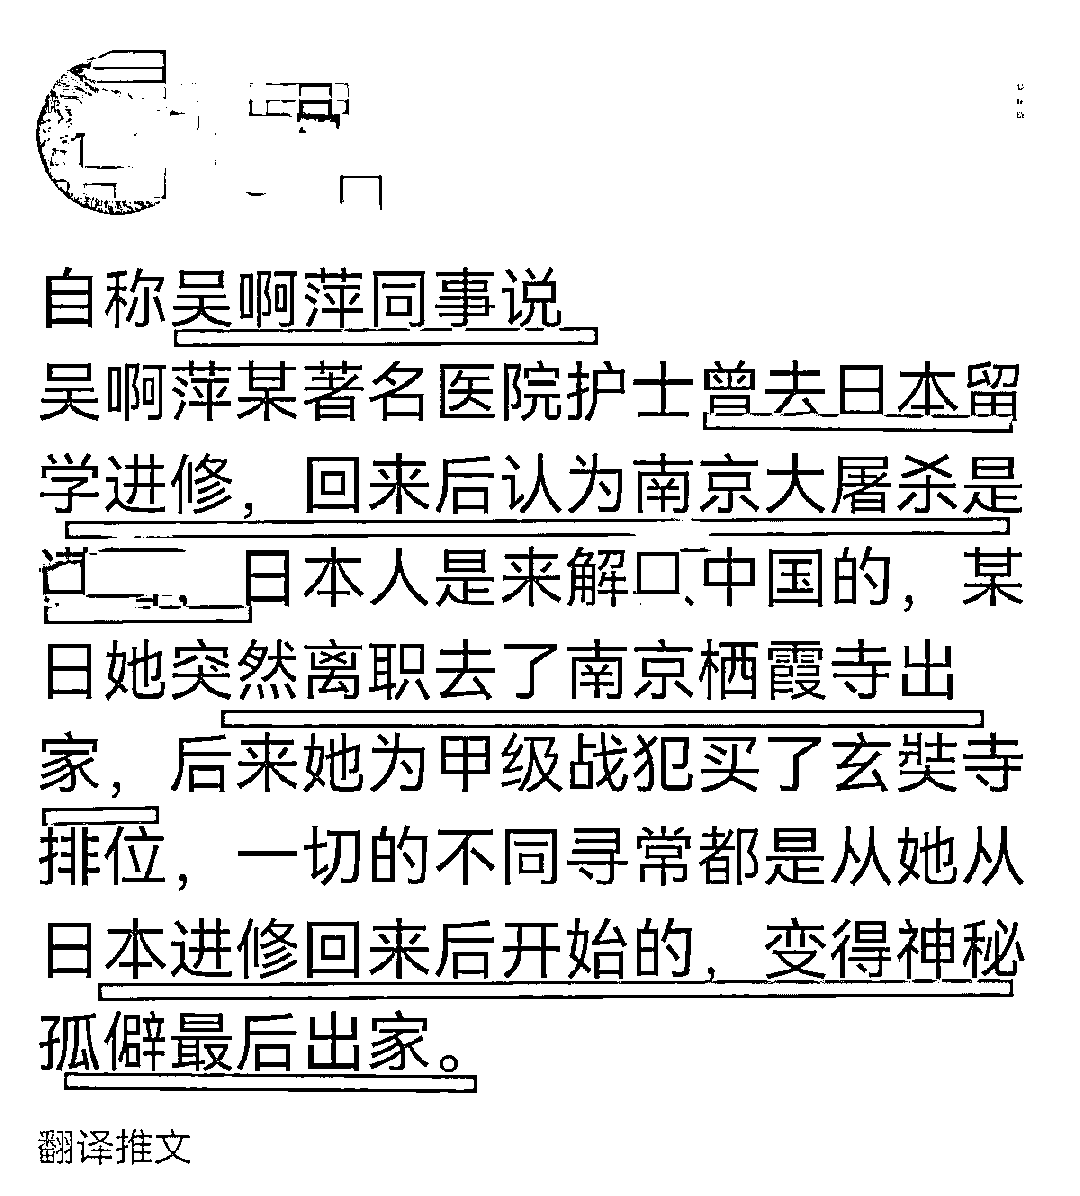 自称吴啊萍同事说
吴啊萍某著名医院护士曾去日本留
学进修，回来后认为南京大屠杀是
，日本人是来解 中国的，某
日她突然离职去了南京栖霞寺出
家，后来她为甲级战犯买了玄奘寺
排位，一切的不同寻常都是从她从
日本进修回来后开始的，变得神秘
孤僻最后出家。
翻译推文